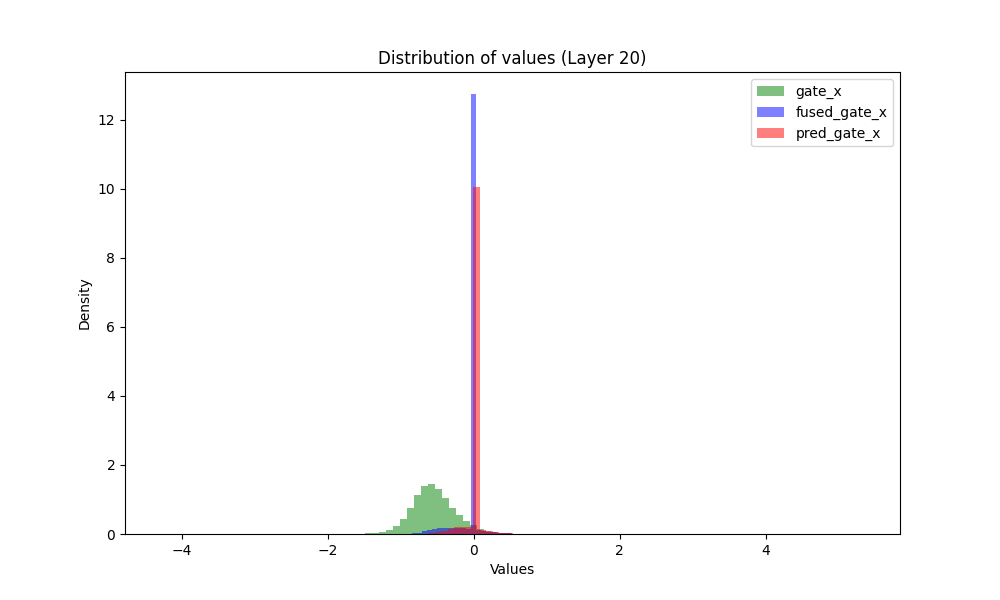 Distribution of values (Layer 20)
gate_x
fused_gate_x
pred_gate_x
Density
12
10
8
6
4
2
0
−4
−2
0
2
4
Values